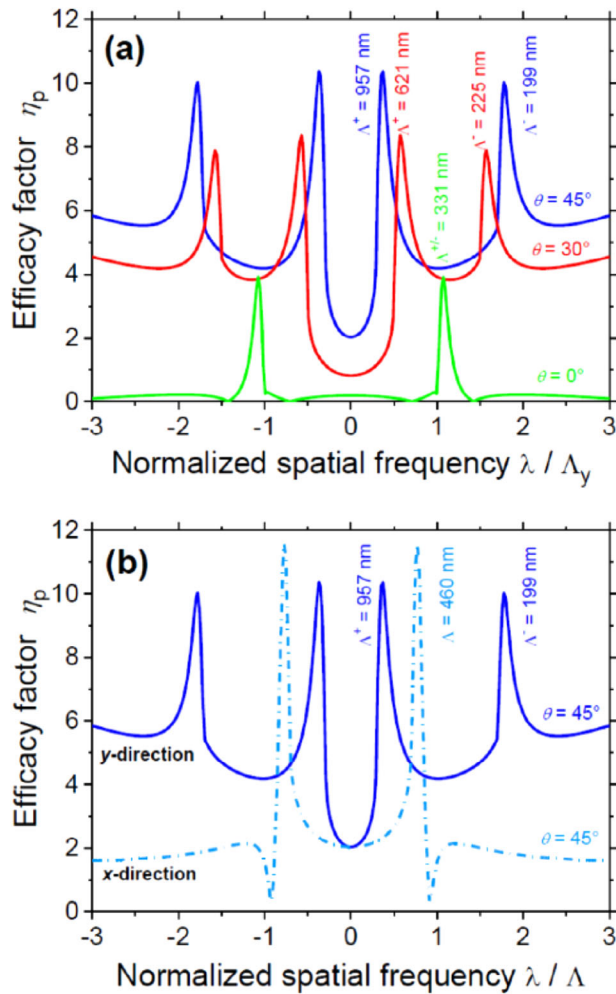 (a)
12
10
8
6
4
2
0
Efficacy factor ηp
Λ+ = 957 nm
Λ+ = 621 nm
Λ+/- = 331 nm
Λ- = 225 nm
Λ- = 199 nm
θ = 45°
θ = 30°
θ = 0°
-3 -2 -1 0 1 2 3
Normalized spatial frequency λ / Λy
(b)
12
10
8
6
4
2
0
Efficacy factor ηp
Λ+ = 957 nm
Λ = 460 nm
Λ- = 199 nm
θ = 45°
y-direction
θ = 45°
x-direction
-3 -2 -1 0 1 2 3
Normalized spatial frequency λ / Λ